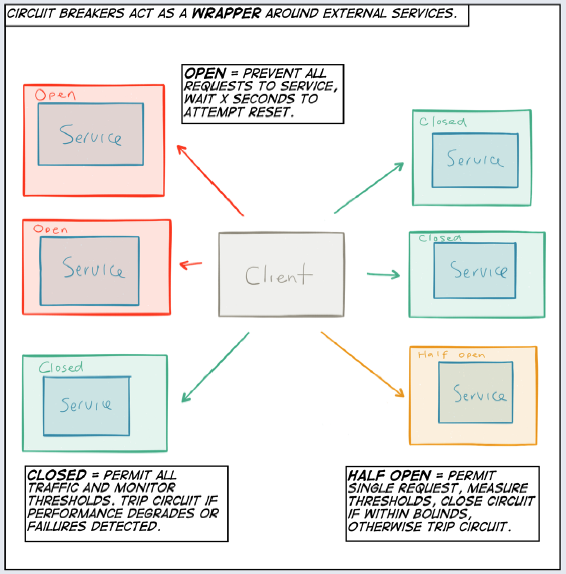 CIRCUIT BREAKERS ACT AS A WRAPPER AROUND EXTERNAL SERVICES.
OPEN = PREVENT ALL
REQUESTS TO SERVICE,
WAIT X SECONDS TO
ATTEMPT RESET.
Open
Service
Closed
Service
Open
Service
Client
Closed
Service
Closed
Service
Half open
Service
CLOSED = PERMIT ALL
TRAFFIC AND MONITOR
THRESHOLDS. TRIP CIRCUIT IF
PERFORMANCE DEGRADES OR
FAILURES DETECTED.
HALF OPEN = PERMIT
SINGLE REQUEST, MEASURE
THRESHOLDS, CLOSE CIRCUIT
IF WITHIN BOUNDS,
OTHERWISE TRIP CIRCUIT.